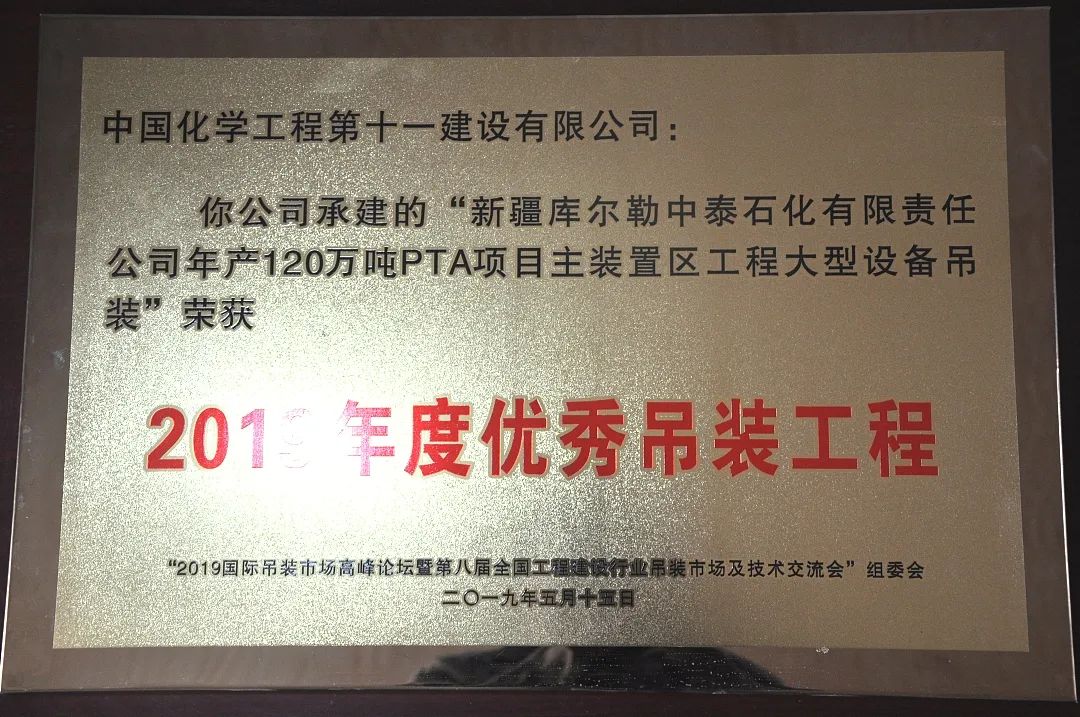 中国化学工程第十一建设有限公司：
你公司承建的“新疆库尔勒中泰石化有限责任
公司年产120万吨PTA项目主装置区工程大型设备吊
装”荣获
2019年度优秀吊装工程
“2019国际吊装市场高峰论坛暨第八届全国工程建设行业吊装市场及技术交流会”组委会
二〇一九年五月十五日